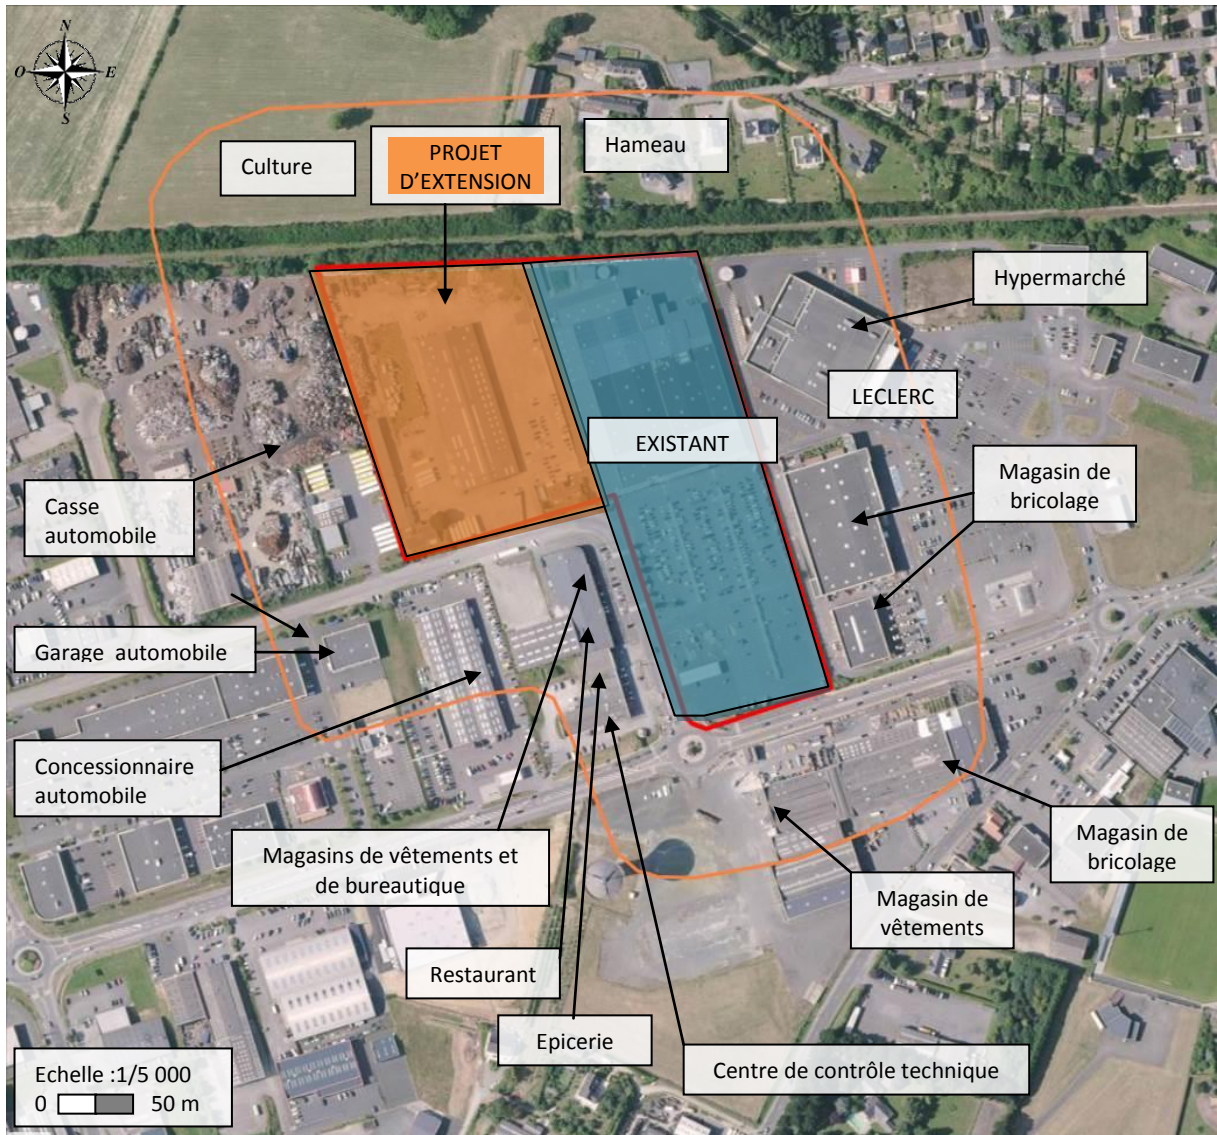 N
O
E
S
Culture
PROJET
D'EXTENSION
Hameau
Hypermarché
LECLERC
EXISTANT
Magasin de
bricolage
Casse
automobile
Garage automobile
Concessionnaire
automobile
Magasins de vêtements et
de bureautique
Magasin de
bricolage
Magasin de
vêtements
Restaurant
Epicerie
Centre de contrôle technique
Echelle :1/5 000
0 50 m